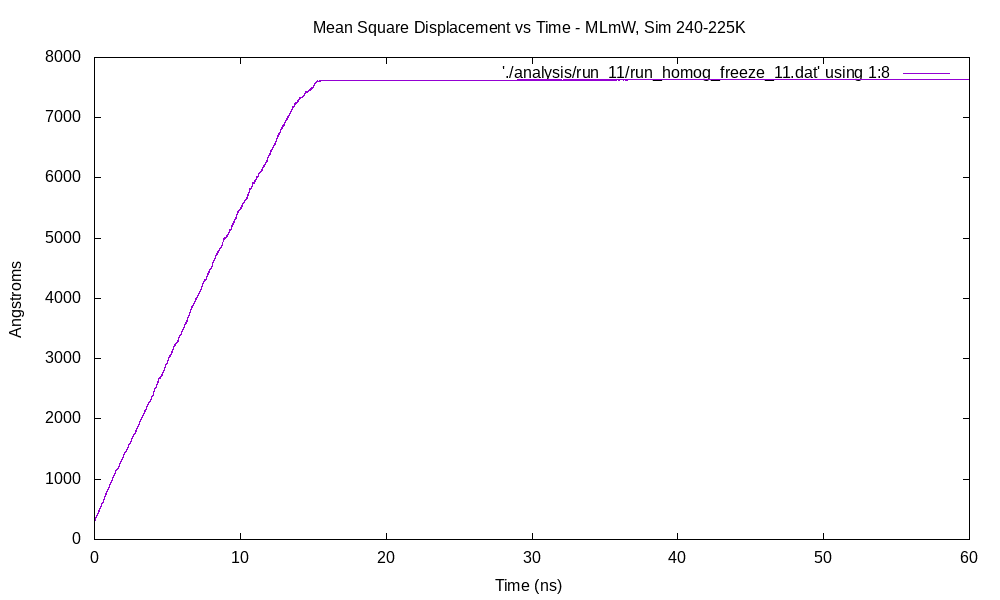 Mean Square Displacement vs Time - MLmW, Sim 240-225K
8000
'./analysis/run_11/run_homog_freeze_11.dat' using 1:8
7000
6000
5000
4000
3000
2000
1000
0
Angstroms
0 10 20 30 40 50 60
Time (ns)